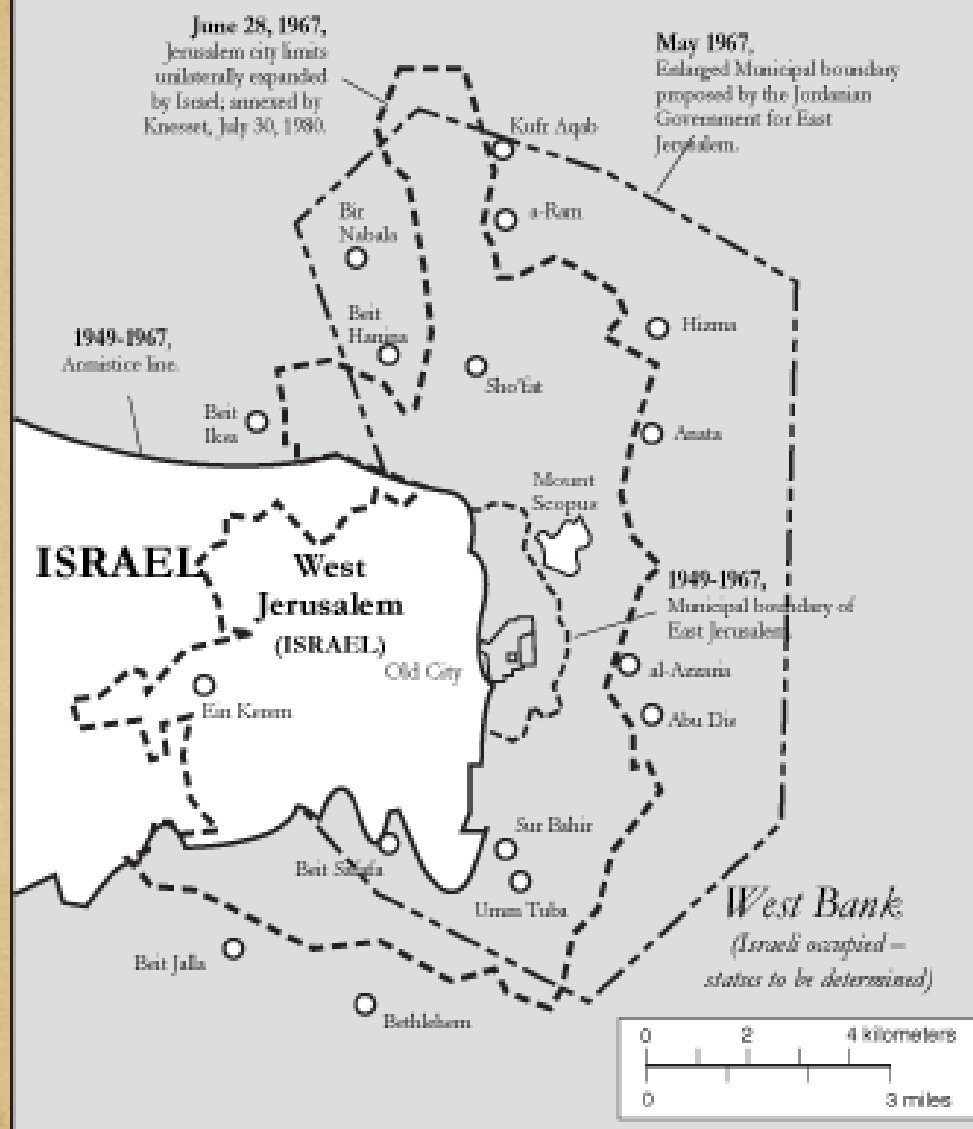 June 28, 1967,
Jerusalem city limits
unilaterally expanded
by Israel; annexed by
Knesset, July 30, 1980.
May 1967,
Enlarged Municipal boundary
proposed by the Jordanian
Government for East
Jerusalem.
Kufr Aqab
Bir
Nabala
a-Ram
Beit
Hanina
Hizma
1949-1967,
Armistice line.
Sho'fat
Beit
Iksa
Anata
Mount
Scopus
ISRAEL
West
Jerusalem
(ISRAEL)
1949-1967,
Municipal boundary of
East Jerusalem.
Old City
al-Azzaria
Ein Kerem
Abu Dis
Sur Bahir
Beit Safafa
Umm Tuba
West Bank
(Israeli occupied –
status to be determined)
Beit Jalla
Bethlehem
0 2 4 kilometers
0 3 miles